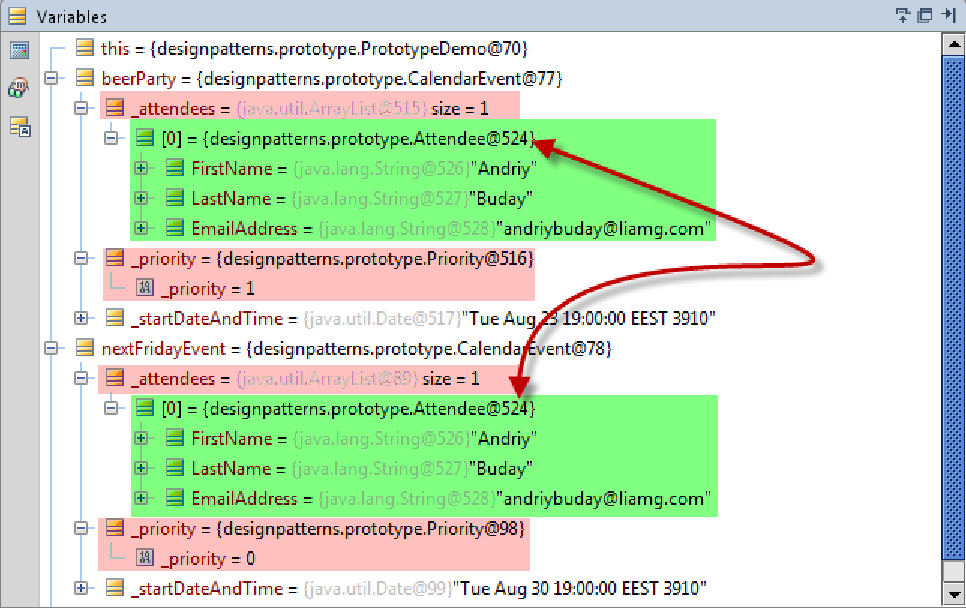 Variables
this = {designpatterns.prototype.PrototypeDemo@70}
beerParty = {designpatterns.prototype.CalendarEvent@77}
_attendees = {java.util.ArrayList@515} size = 1
[0] = {designpatterns.prototype.Attendee@524}
FirstName = {java.lang.String@526}"Andriy"
LastName = {java.lang.String@527}"Buday"
EmailAddress = {java.lang.String@528}"andriybuday@liamg.com"
_priority = {designpatterns.prototype.Priority@516}
_priority = 1
_startDateAndTime = {java.util.Date@517}"Tue Aug 23 19:00:00 EEST 3910"
nextFridayEvent = {designpatterns.prototype.CalendarEvent@78}
_attendees = {java.util.ArrayList@89} size = 1
[0] = {designpatterns.prototype.Attendee@524}
FirstName = {java.lang.String@526}"Andriy"
LastName = {java.lang.String@527}"Buday"
EmailAddress = {java.lang.String@528}"andriybuday@liamg.com"
_priority = {designpatterns.prototype.Priority@98}
_priority = 0
_startDateAndTime = {java.util.Date@99}"Tue Aug 30 19:00:00 EEST 3910"